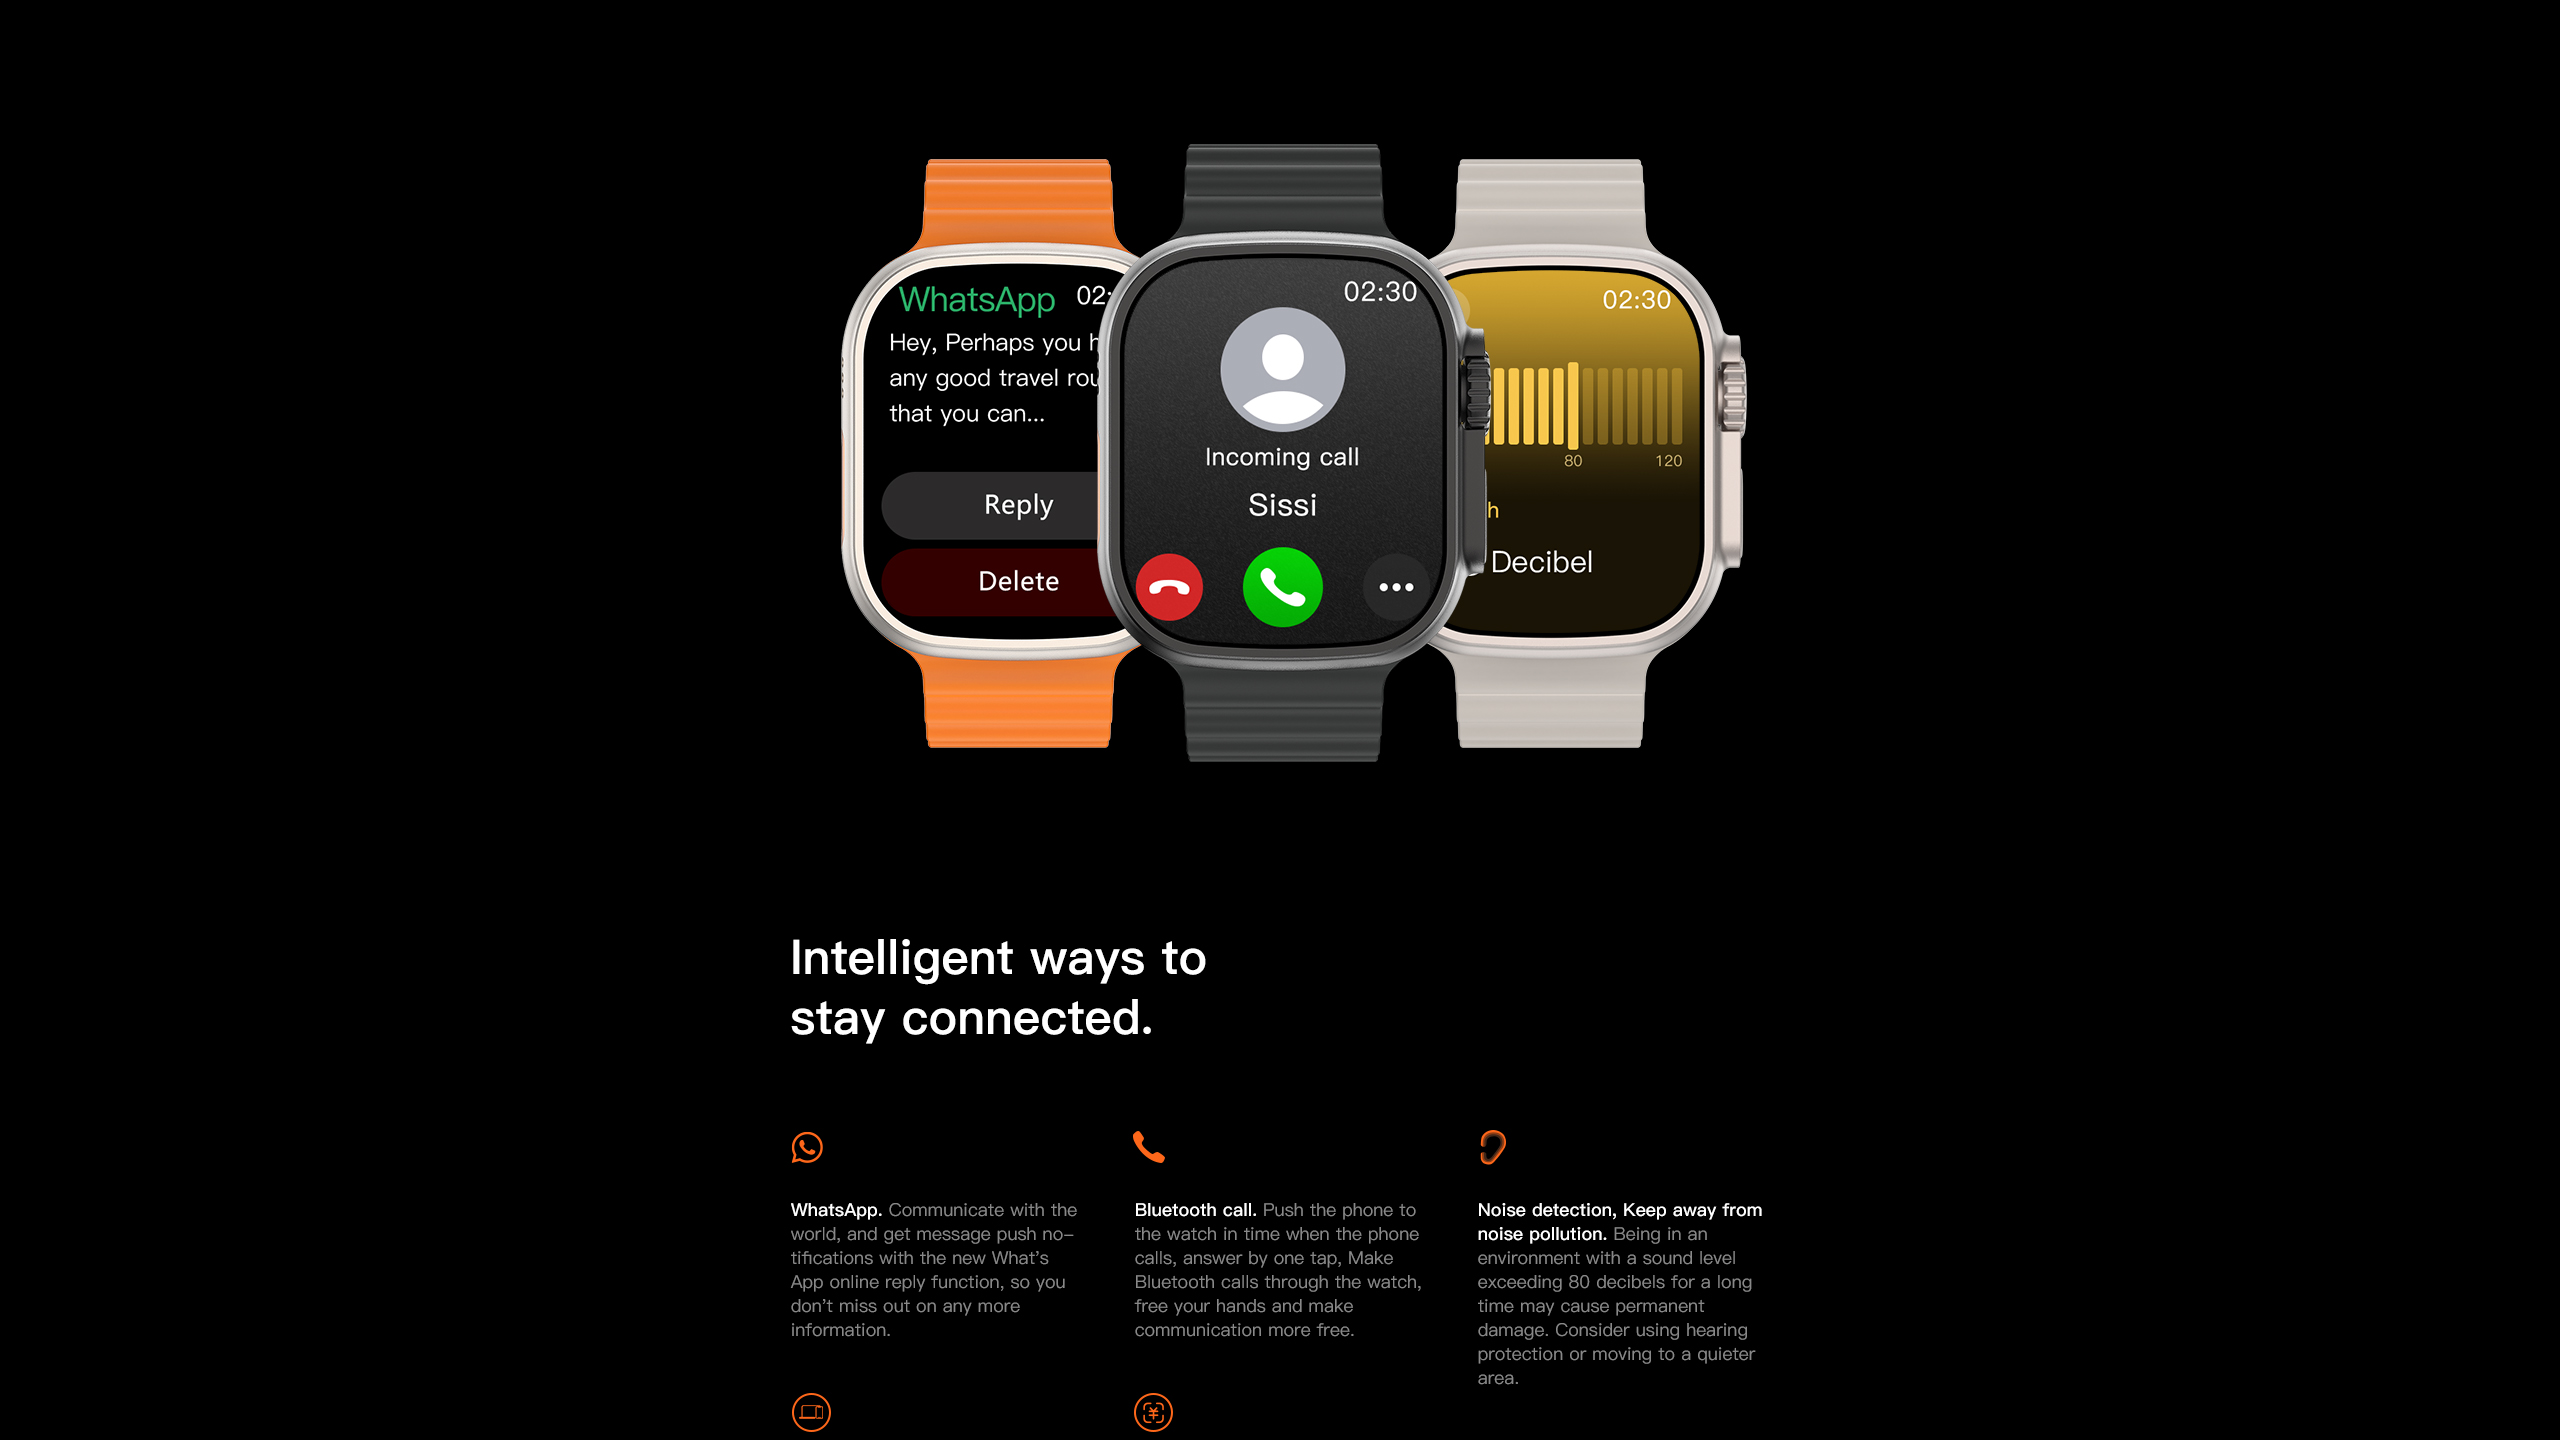 WhatsApp 02:
Hey, Perhaps you
any good travel
that you can...
Reply
Delete
02:30
Incoming call
Sissi
02:30
80 120
h
Decibel
Intelligent ways to
stay connected.
WhatsApp. Communicate with the
world, and get message push no-
tifications with the new What's
App online reply function, so you
don't miss out on any more
information.
Bluetooth call. Push the phone to
the watch in time when the phone
calls, answer by one tap, Make
Bluetooth calls through the watch,
free your hands and make
communication more free.
Noise detection, Keep away from
noise pollution. Being in an
environment with a sound level
exceeding 80 decibels for a long
time may cause permanent
damage. Consider using hearing
protection or moving to a quieter
area.